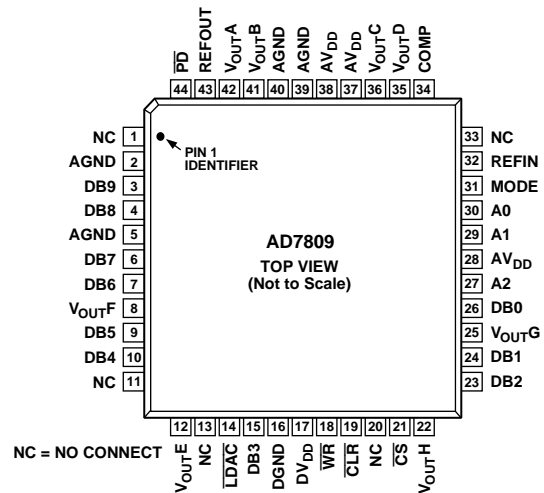 PD
REFOUT
VOUTA
VOUTB
AGND
AGND
AVDD
AVDD
VOUTC
VOUTD
COMP
44 43 42 41 40 39 38 37 36 35 34
NC 1
AGND 2
DB9 3
DB8 4
AGND 5
DB7 6
DB6 7
VOUTF 8
DB5 9
DB4 10
NC 11
PIN 1
IDENTIFIER
AD7809
TOP VIEW
(Not to Scale)
33 NC
32 REFIN
31 MODE
30 A0
29 A1
28 AVDD
27 A2
26 DB0
25 VOUTG
24 DB1
23 DB2
12 13 14 15 16 17 18 19 20 21 22
VOUTE
NC
LDAC
DB3
DGND
DVDD
WR
CLR
NC
CS
VOUTH
NC = NO CONNECT